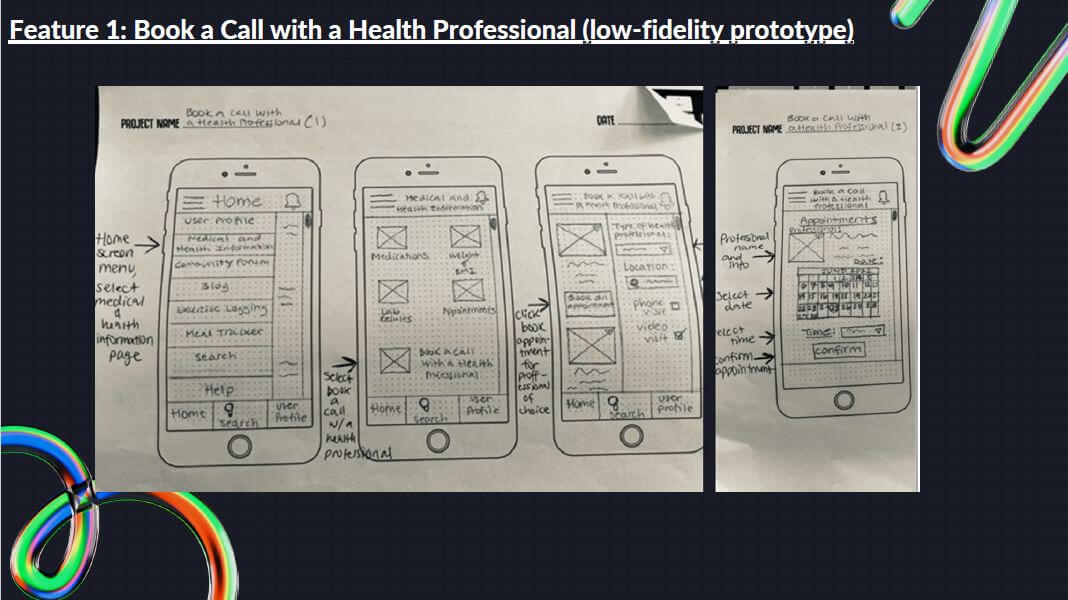 Feature 1: Book a Call with a Health Professional (low-fidelity prototype)
Book a Call with
PROJECT NAME a Health Professional (1)
DATE
Home
screen
menu,
select
medical
&
health
information
page
Home
User Profile
Medical and
Health Information
Community Forum
Blog
Exercise Logging
Meal Tracker
Search
Help
Home
Search
User
Profile
select
book
a
call
w/a
health
professional
Medical and
Health Information
Medications
Weight
&
BMI
Lab
Results
Appointments
Book a Call
with a Health
Professional
Home
Search
User
Profile
click
book
appoin-
tment
for
proff-
essional
of
choice
Book a Call with
a Health Professional
Type of health
professional:
Location:
Book an
appointment
phone
visit
video
visit
Home
Search
User
Profile
Book a Call with
PROJECT NAME a Health Professional (2)
Professional
name
and
info
select
date
select
time
confirm
appointment
Book a Call
with a Health
Professional
Appointments
Professional:
Date:
JUNE 2022
Time:
confirm